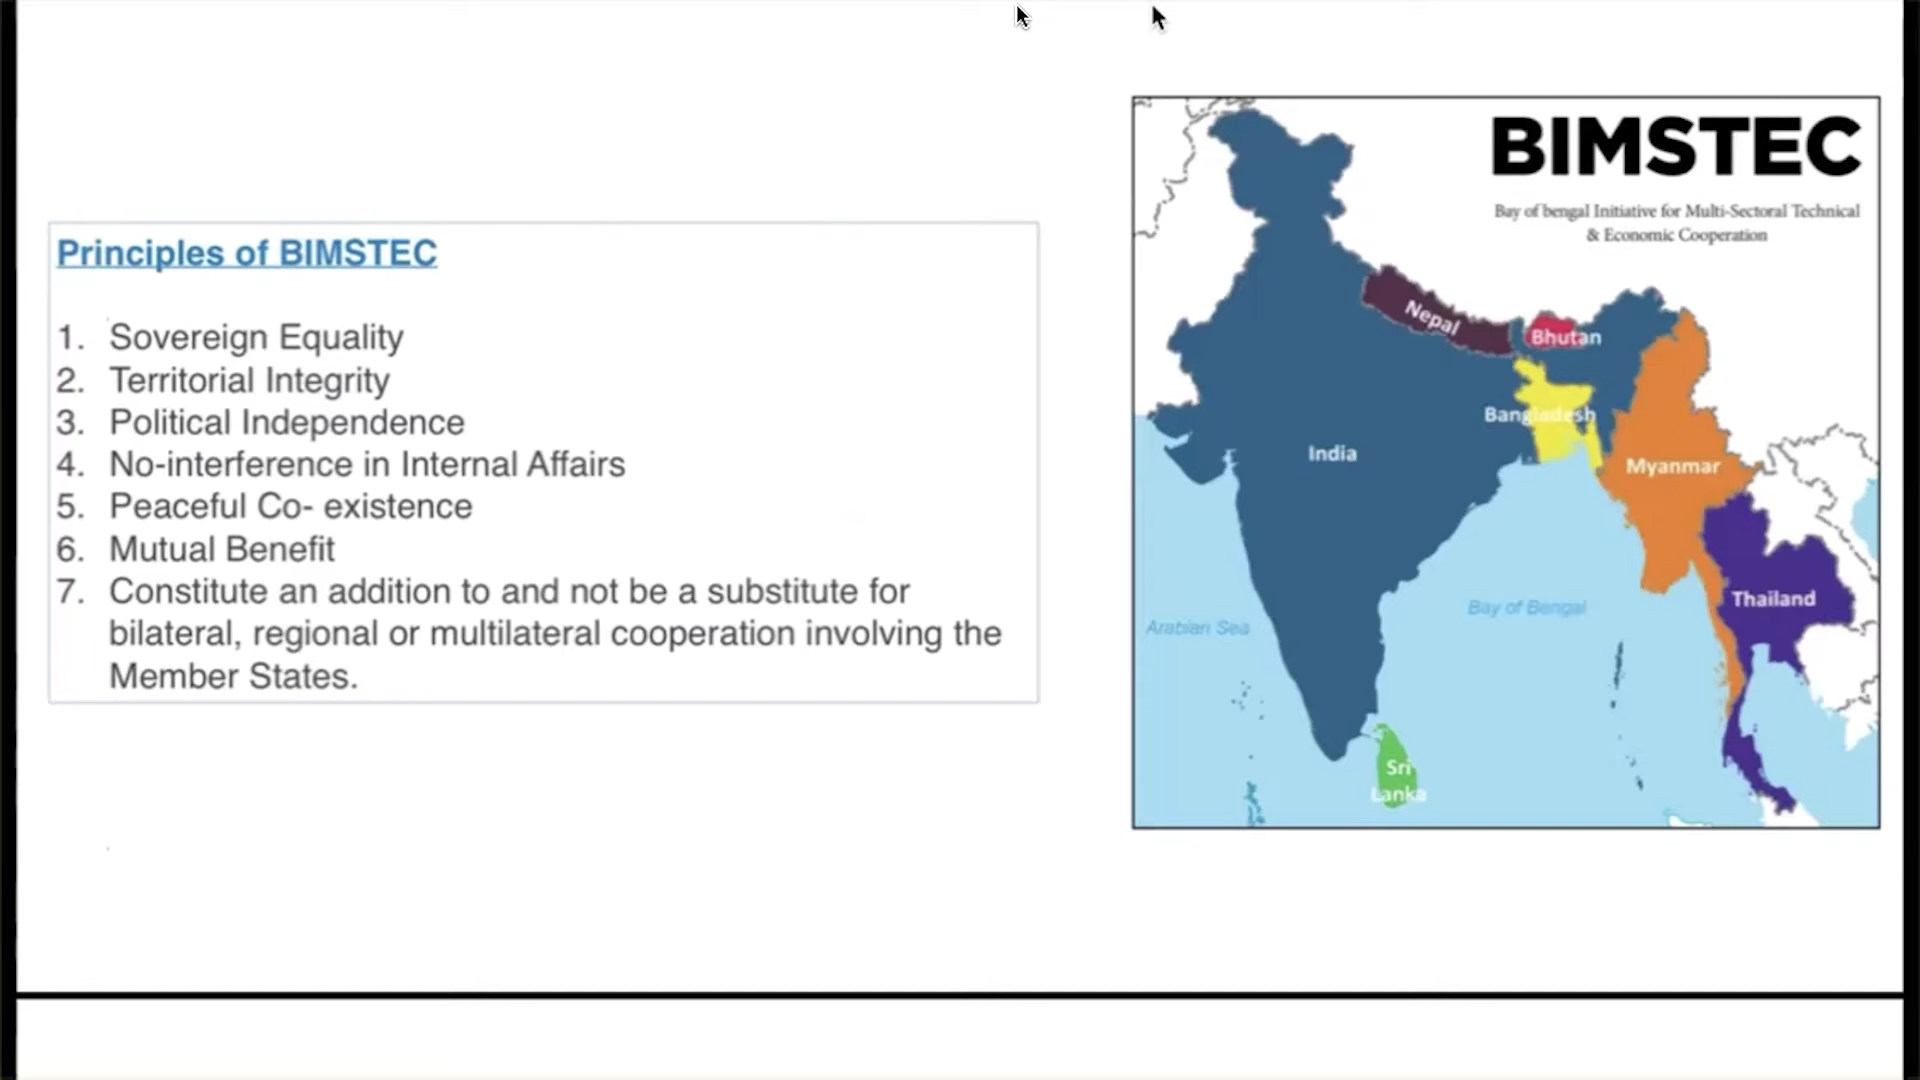 Principles of BIMSTEC
1. Sovereign Equality
2. Territorial Integrity
3. Political Independence
4. No-interference in Internal Affairs
5. Peaceful Co- existence
6. Mutual Benefit
7. Constitute an addition to and not be a substitute for
bilateral, regional or multilateral cooperation involving the
Member States.
BIMSTEC
Bay of bengal Initiative for Multi-Sectoral Technical
& Economic Cooperation
Nepal
Bhutan
Bangladesh
India
Myanmar
Thailand
Bay of Bengal
Arabian Sea
Sri
Lanka